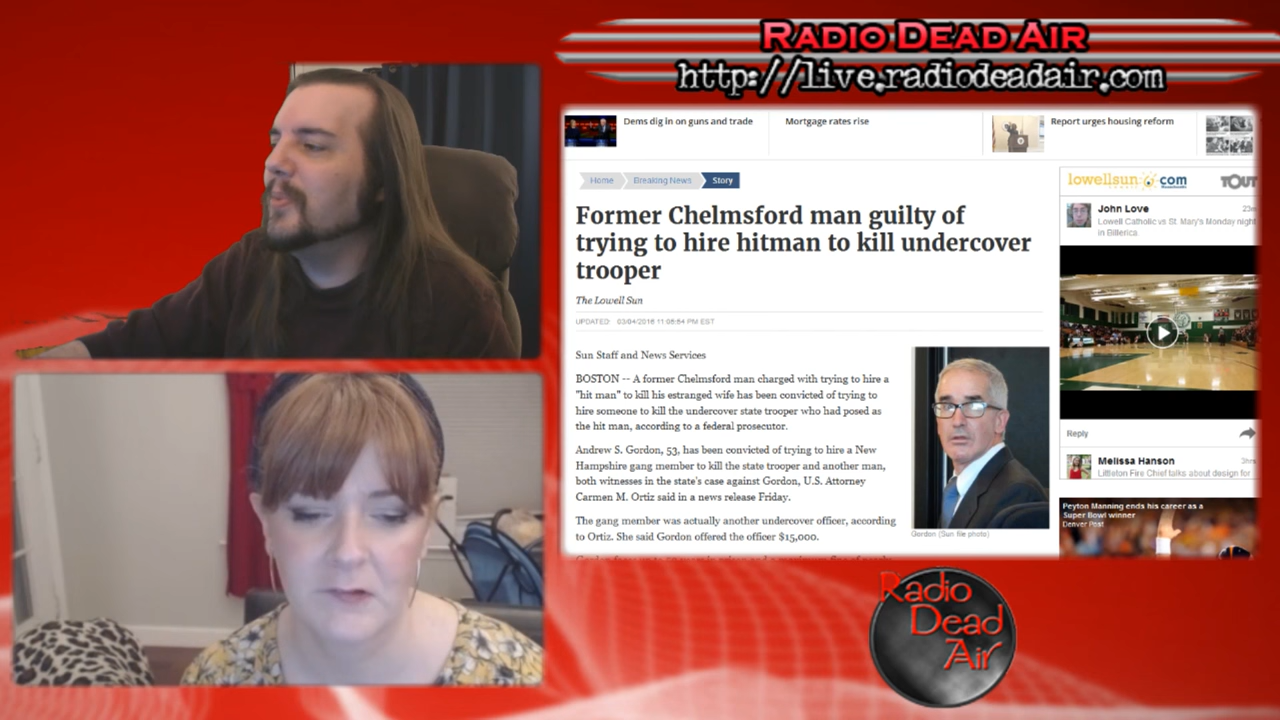 RADIO DEAD AIR
http://live.radiodeadair.com
Dems dig in on guns and trade
Mortgage rates rise
Report urges housing reform
Home
Breaking News
Story
Former Chelmsford man guilty of
trying to hire hitman to kill undercover
trooper
The Lowell Sun
UPDATED: 03/04/2016 11:06:54 PM EST
Sun Staff and News Services
BOSTON -- A former Chelmsford man charged with trying to hire a
"hit man" to kill his estranged wife has been convicted of trying to
hire someone to kill the undercover state trooper who had posed as
the hit man, according to a federal prosecutor.
Andrew S. Gordon, 53, has been convicted of trying to hire a New
Hampshire gang member to kill the state trooper and another man,
both witnesses in the state's case against Gordon, U.S. Attorney
Carmen M. Ortiz said in a news release Friday.
The gang member was actually another undercover officer, according
to Ortiz. She said Gordon offered the officer $15,000.
Gordon (Sun file photo)
lowellsun.com
TOUT
John Love
23m
Lowell Catholic vs St. Mary's Monday night
in Billerica
Reply
Melissa Hanson
3hrs
Littleton Fire Chief talks about design for
Peyton Manning ends his career as a
Super Bowl winner
Denver Post
Radio
Dead
Air